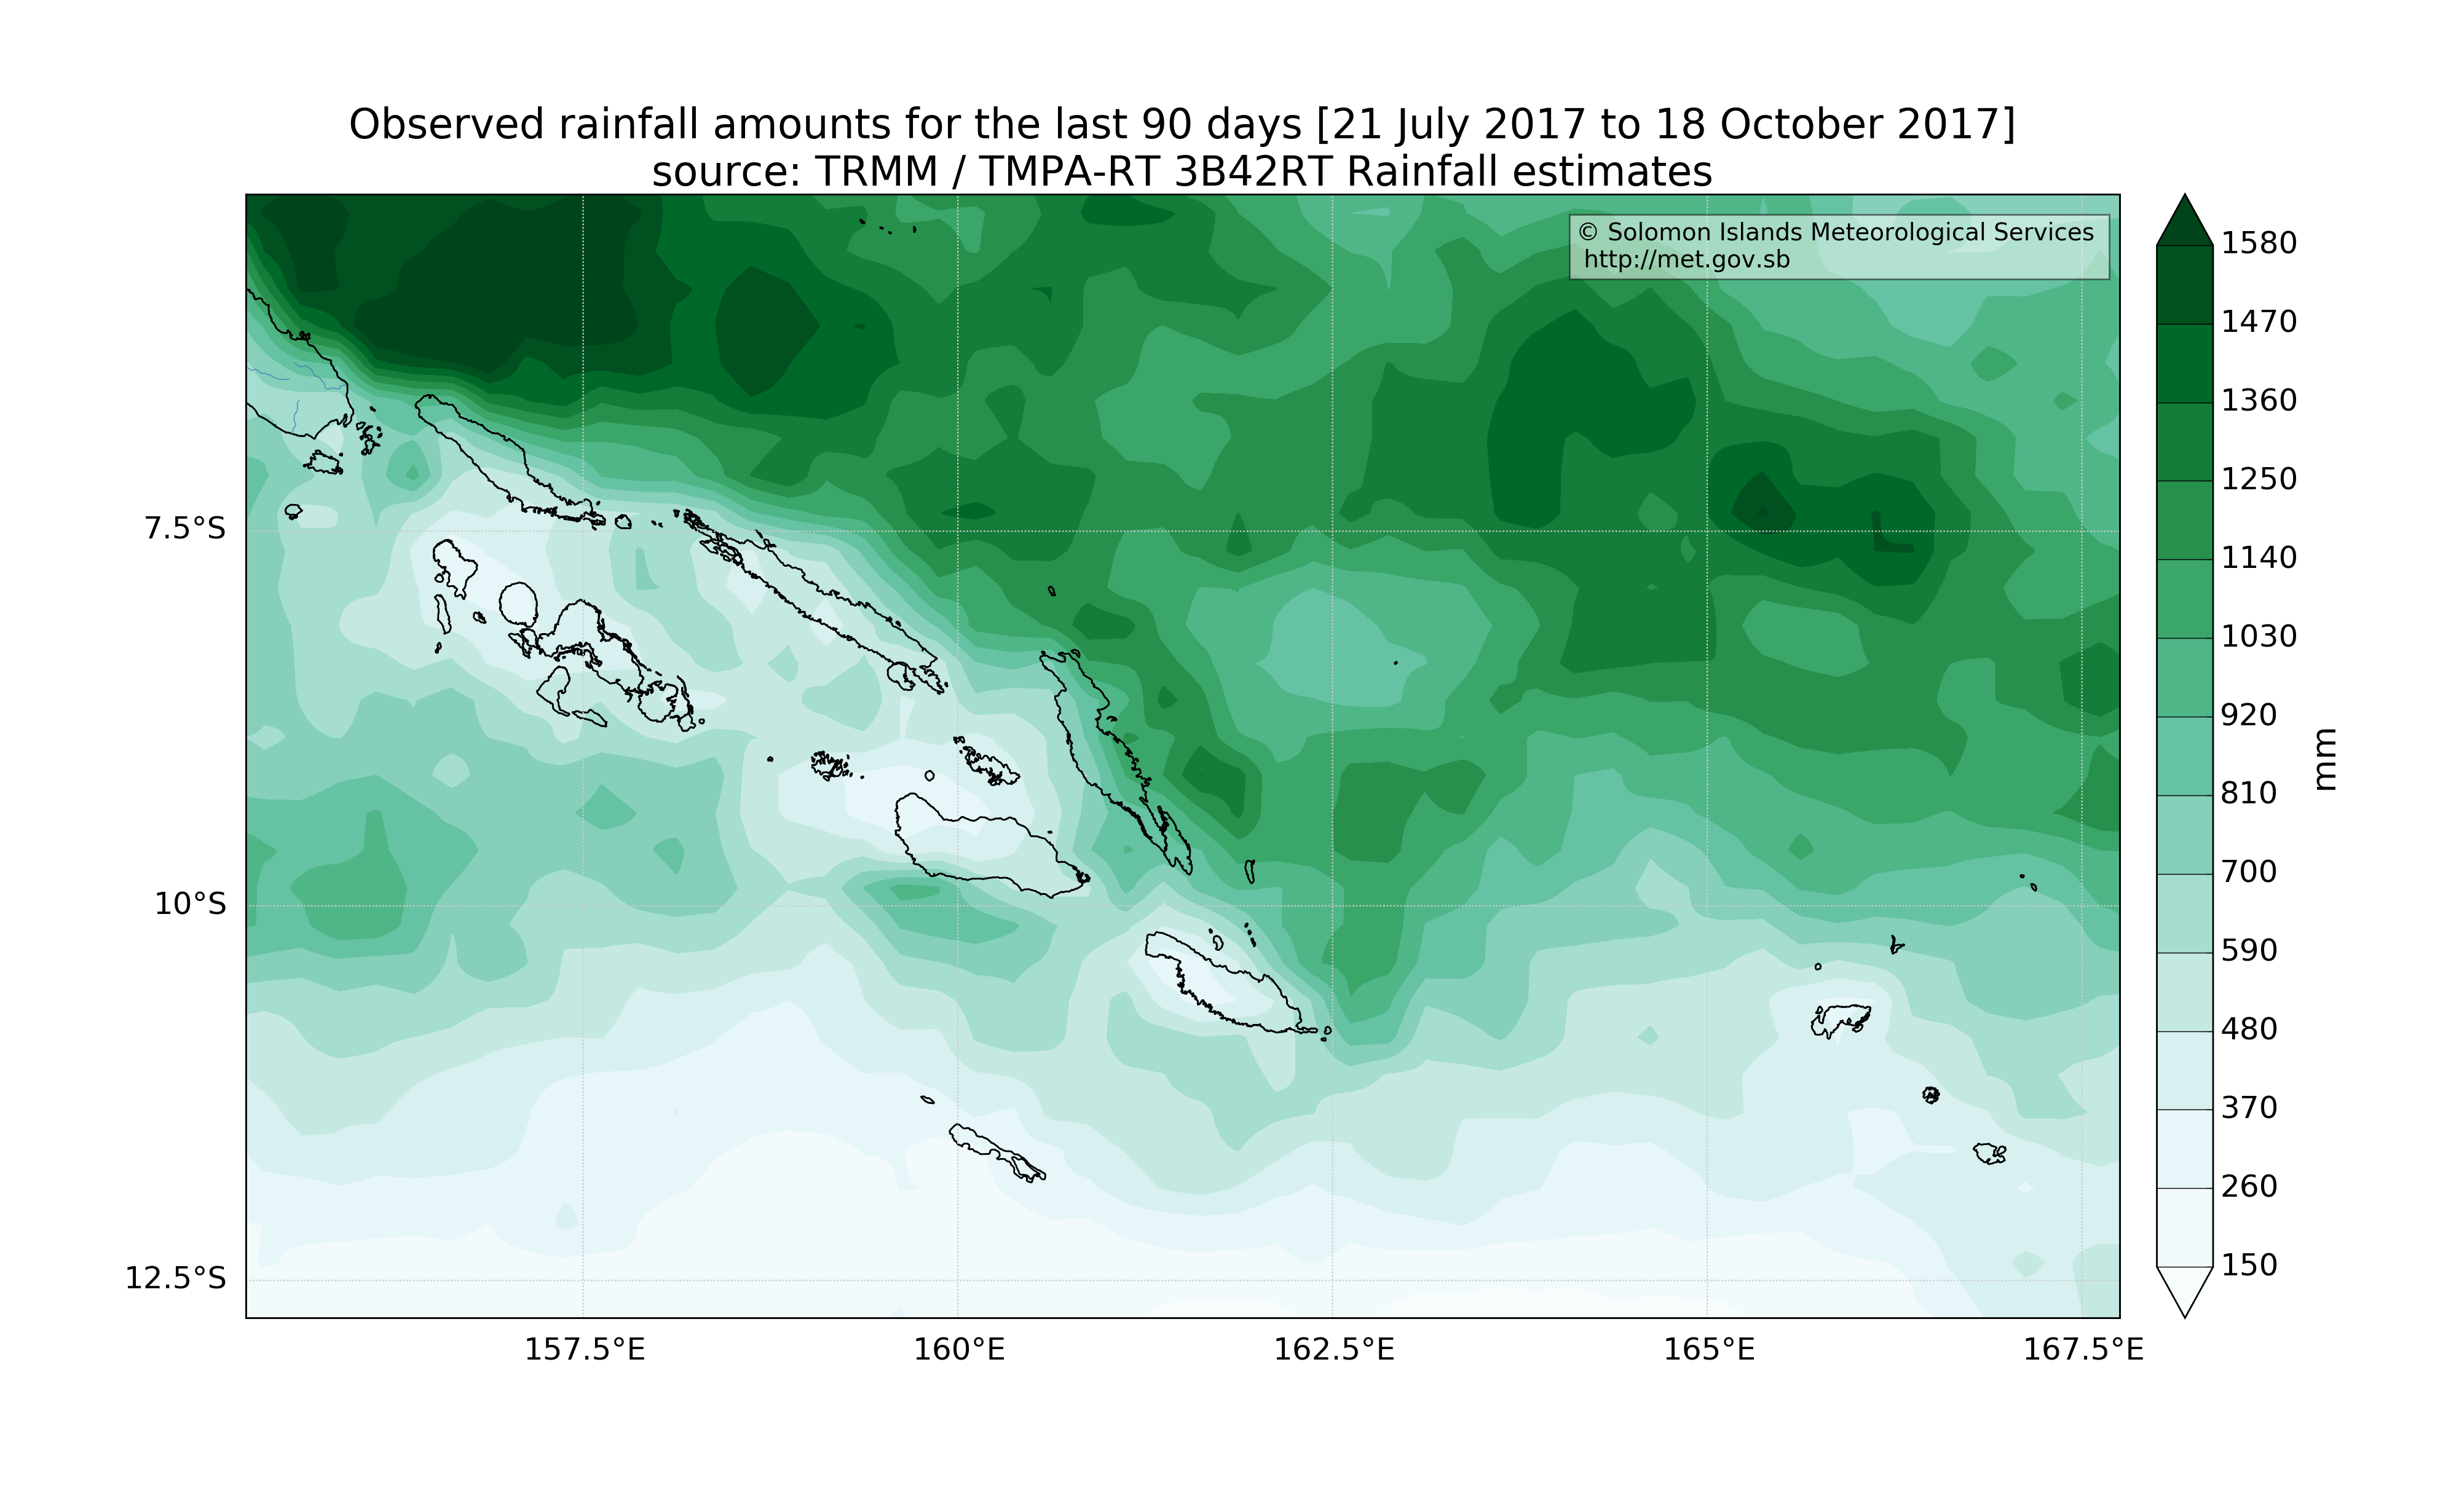 Observed rainfall amounts for the last 90 days [21 July 2017 to 18 October 2017]
source: TRMM / TMPA-RT 3B42RT Rainfall estimates
© Solomon Islands Meteorological Services
http://met.gov.sb
7.5°S
10°S
12.5°S
157.5°E
160°E
162.5°E
165°E
167.5°E
1580
1470
1360
1250
1140
1030
920
810
700
590
480
370
260
150
mm